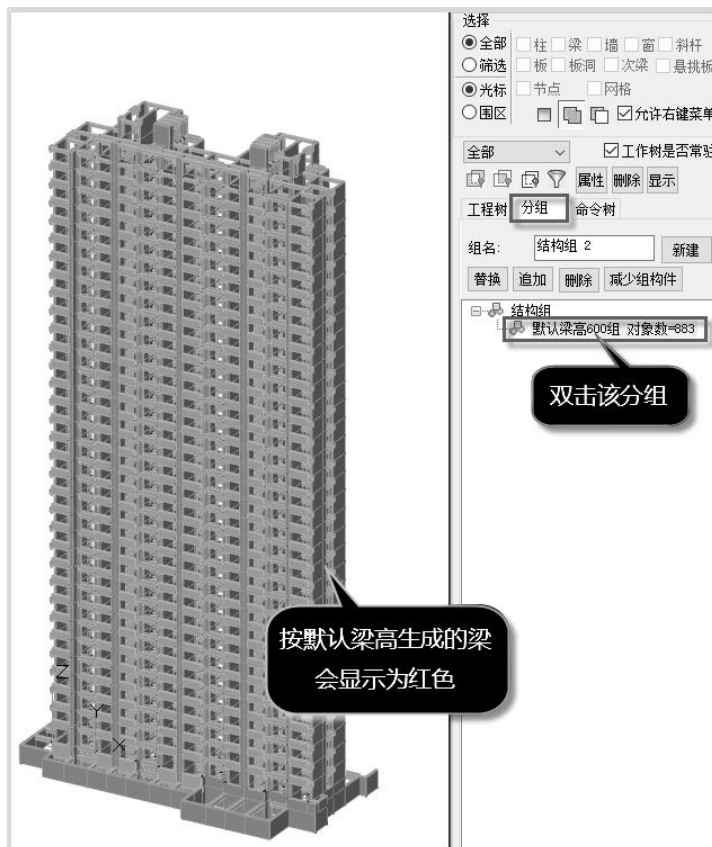 选择
全部 柱 梁 墙 窗 斜杆
筛选 板 板洞 次梁 悬挑板
光标 节点 网格
围区 允许右键菜单
全部 工作树是否常驻
属性 删除 显示
工程树 分组 命令树
组名: 结构组 2 新建
替换 追加 删除 减少组构件
结构组
默认梁高600组 对象数=883
双击该分组
按默认梁高生成的梁
会显示为红色
Z
Y
X